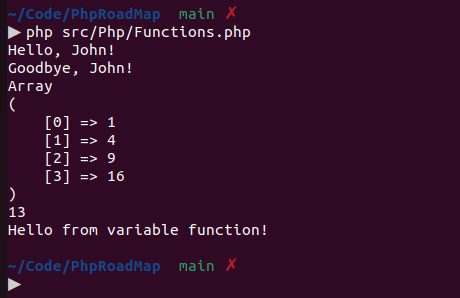 ~/Code/PhpRoadMap  main ✗
▶ php src/Php/Functions.php
Hello, John!
Goodbye, John!
Array
(
    [0] => 1
    [1] => 4
    [2] => 9
    [3] => 16
)
13
Hello from variable function!
~/Code/PhpRoadMap  main ✗
▶